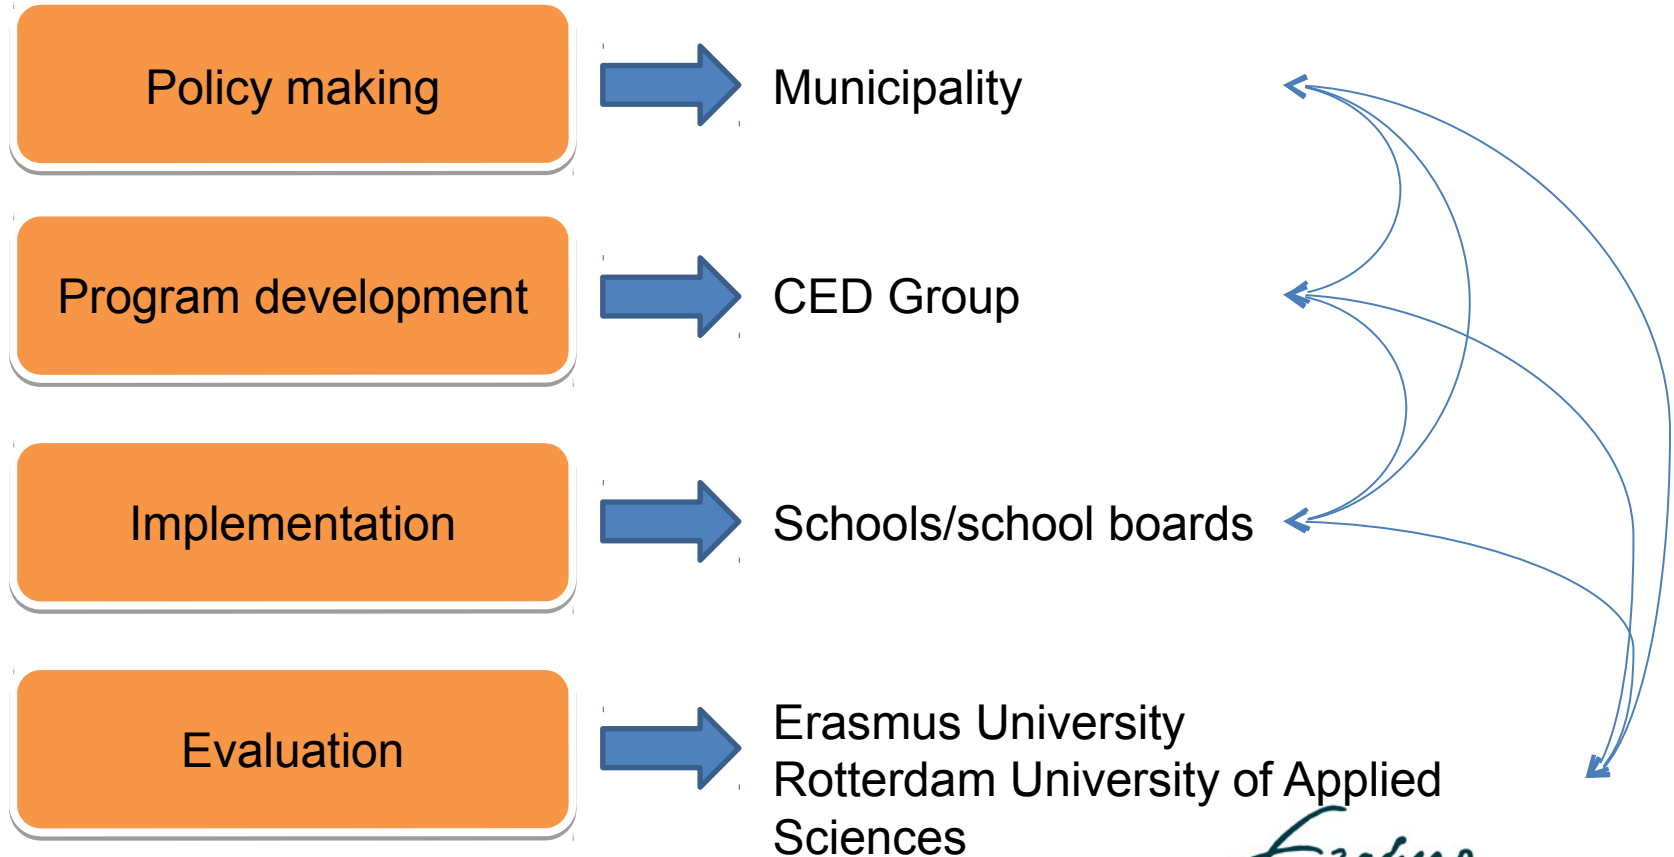 Policy making
Municipality
Program development
CED Group
Implementation
Schools/school boards
Evaluation
Erasmus University
Rotterdam University of Applied
Sciences